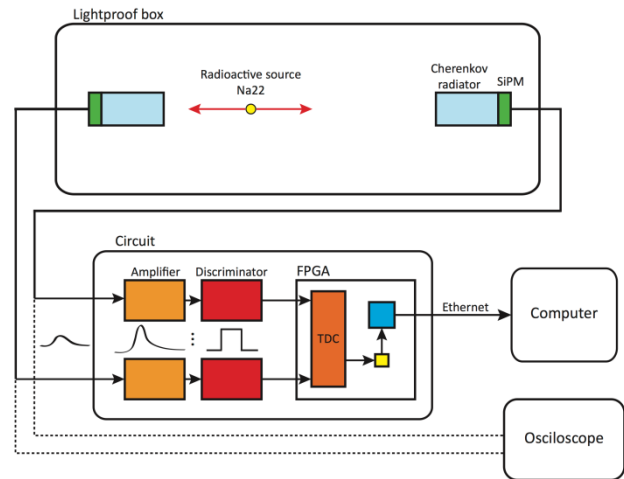 Lightproof box
Radioactive source
Na22
Cherenkov
radiator
SiPM
Circuit
Amplifier
Discriminator
FPGA
TDC
Ethernet
Computer
Osciloscope